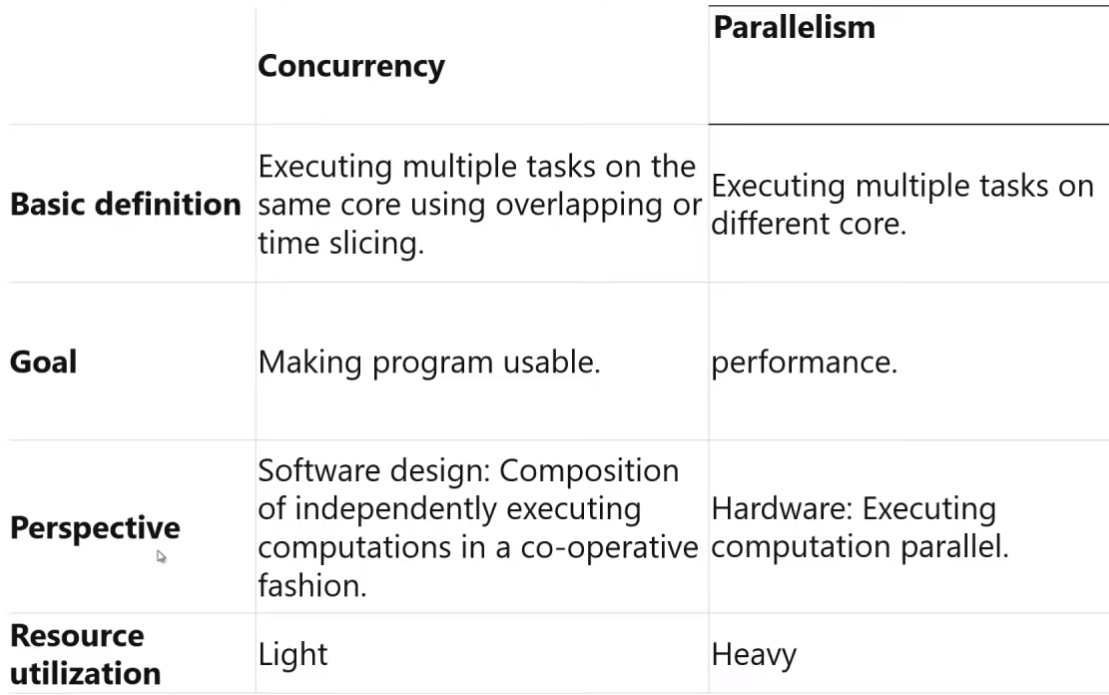 Concurrency
Parallelism
Basic definition
Executing multiple tasks on the
same core using overlapping or
time slicing.
Executing multiple tasks on
different core.
Goal
Making program usable.
performance.
Perspective
Software design: Composition
of independently executing
computations in a co-operative
fashion.
Hardware: Executing
computation parallel.
Resource
utilization
Light
Heavy